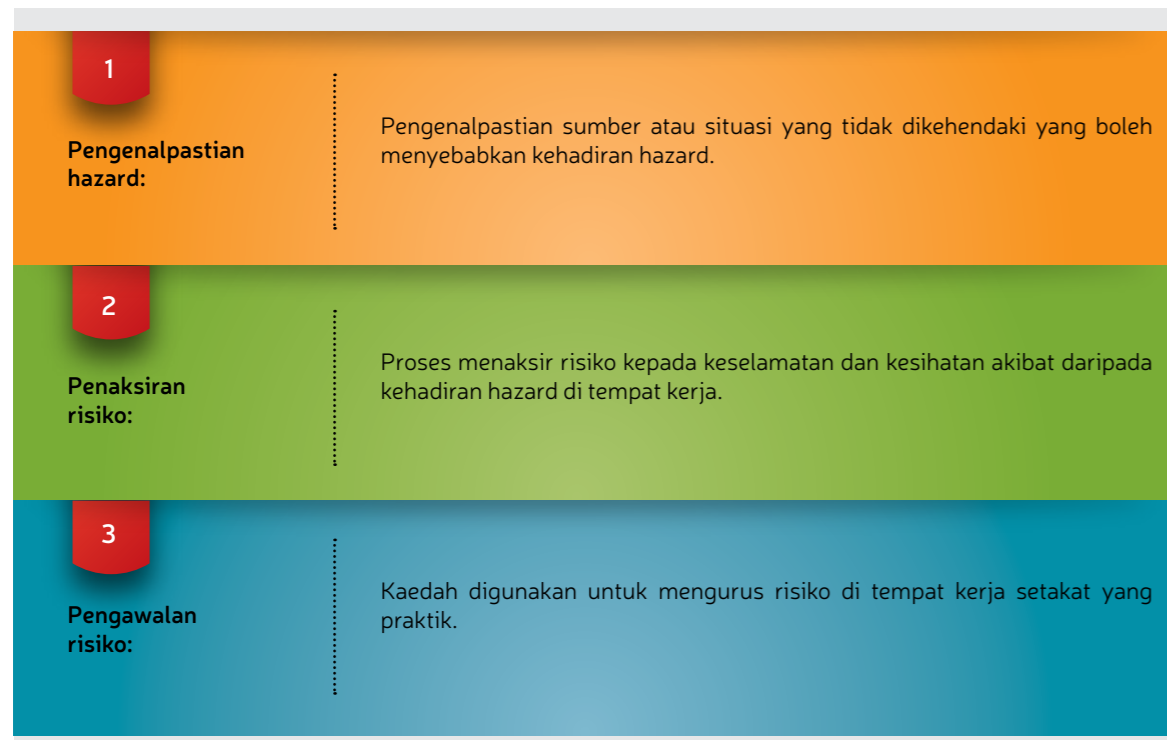 1
Pengenalpastian
hazard:
Pengenalpastian sumber atau situasi yang tidak dikehendaki yang boleh
menyebabkan kehadiran hazard.
2
Penaksiran
risiko:
Proses menaksir risiko kepada keselamatan dan kesihatan akibat daripada
kehadiran hazard di tempat kerja.
3
Pengawalan
risiko:
Kaedah digunakan untuk mengurus risiko di tempat kerja setakat yang
praktik.